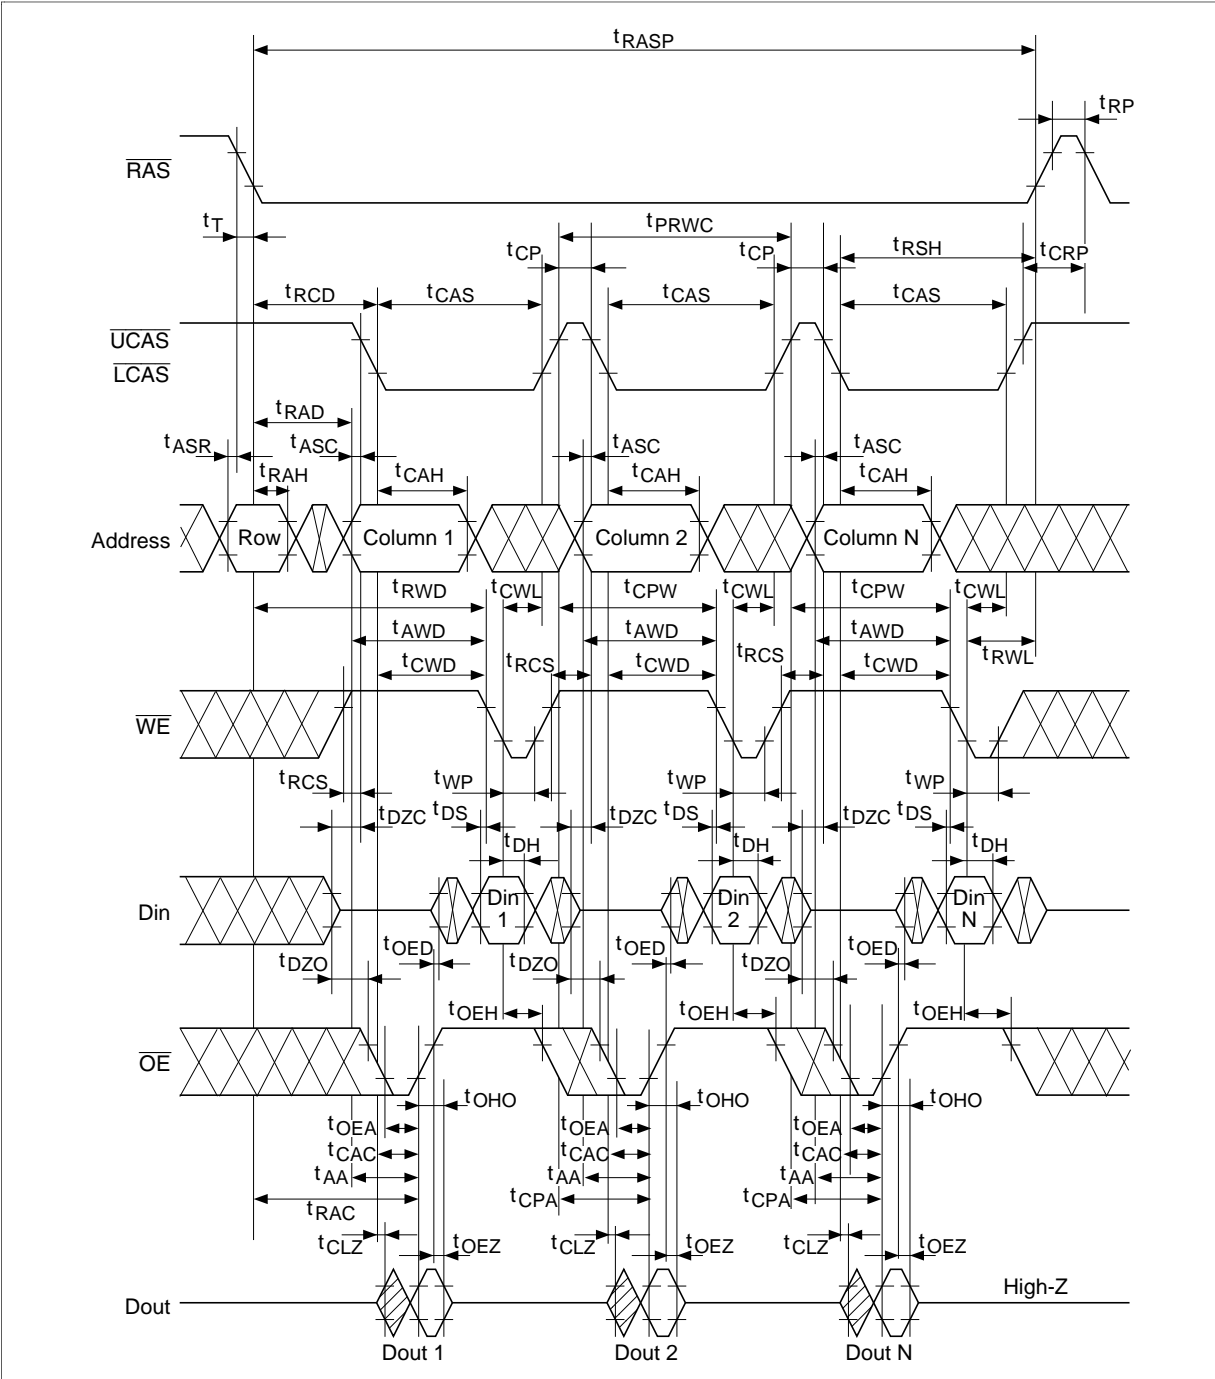 tRASP
tRP
RAS
tT
tPRWC
tCP tCP tRSH tCRP
tRCD tCAS tCAS tCAS
UCAS
LCAS
tRAD
tASR tASC tASC tASC
tRAH tCAH tCAH tCAH
Address Row Column 1 Column 2 Column N
tRWD tCWL tCPW tCWL tCPW tCWL
tAWD tAWD tAWD
tCWD tRCS tCWD tRCS tCWD tRWL
WE
tRCS tWP tWP tWP
tDZC tDS tDZC tDS tDZC tDS
tDH tDH tDH
Din Din 1 Din 2 Din N
tOED tOED tOED
tDZO tDZO tDZO
tOEH tOEH tOEH
OE
tOHO tOHO tOHO
tOEA tOEA tOEA
tCAC tCAC tCAC
tAA tAA tAA
tRAC tCPA tCPA
tCLZ tOEZ tCLZ tOEZ tCLZ tOEZ
Dout High-Z
Dout 1 Dout 2 Dout N